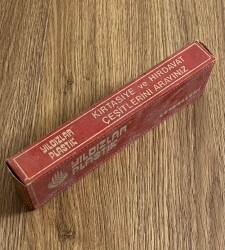 YILDIZLAR
PLASTİK
KIRTASİYE ve HIRDAVAT
ÇEŞİTLERİNİ ARAYINIZ
YILDIZLAR
PLASTİK